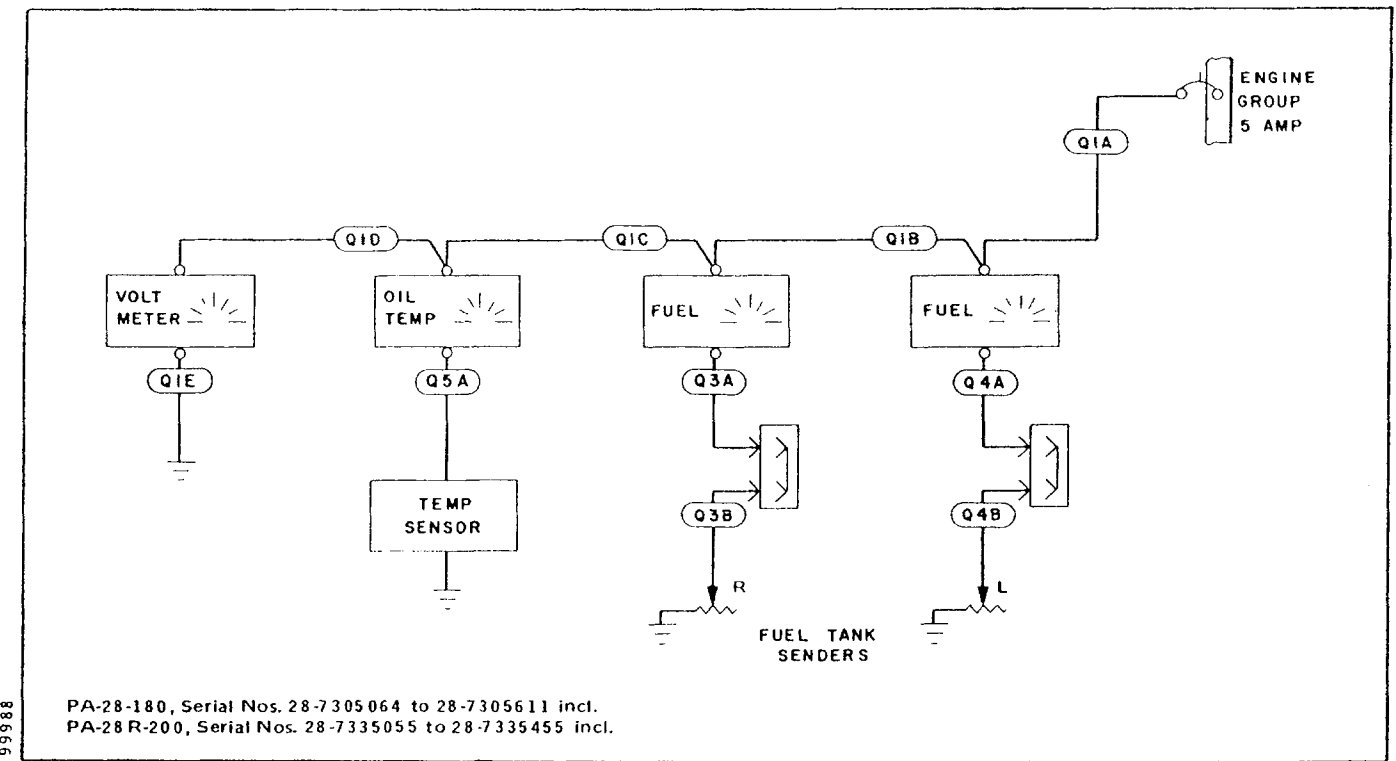 ENGINE
GROUP
5 AMP
Q1A
Q1D
Q1C
Q1B
VOLT
METER
OIL
TEMP
FUEL
FUEL
Q1E
Q5A
Q3A
Q4A
TEMP
SENSOR
Q3B
Q4B
R
L
FUEL TANK
SENDERS
PA-28-180, Serial Nos. 28-7305064 to 28-7305611 incl.
PA-28R-200, Serial Nos. 28-7335055 to 28-7335455 incl.
99988